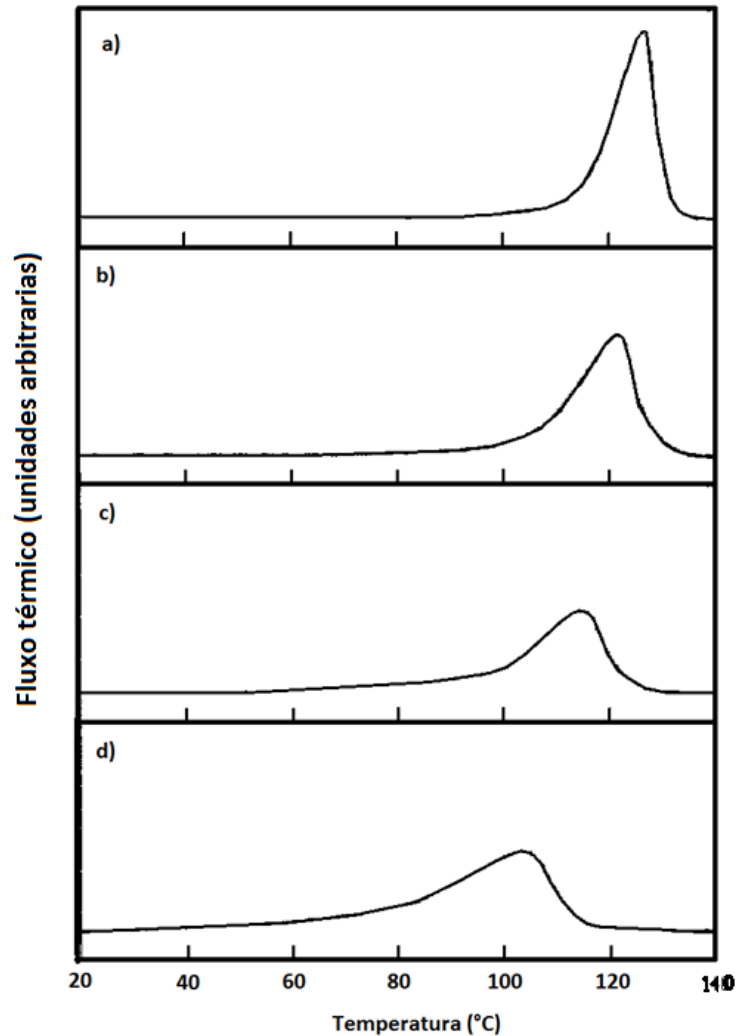 a)
b)
c)
d)
Fluxo térmico (unidades arbitrarias)
20 40 60 80 100 120 140
Temperatura (°C)